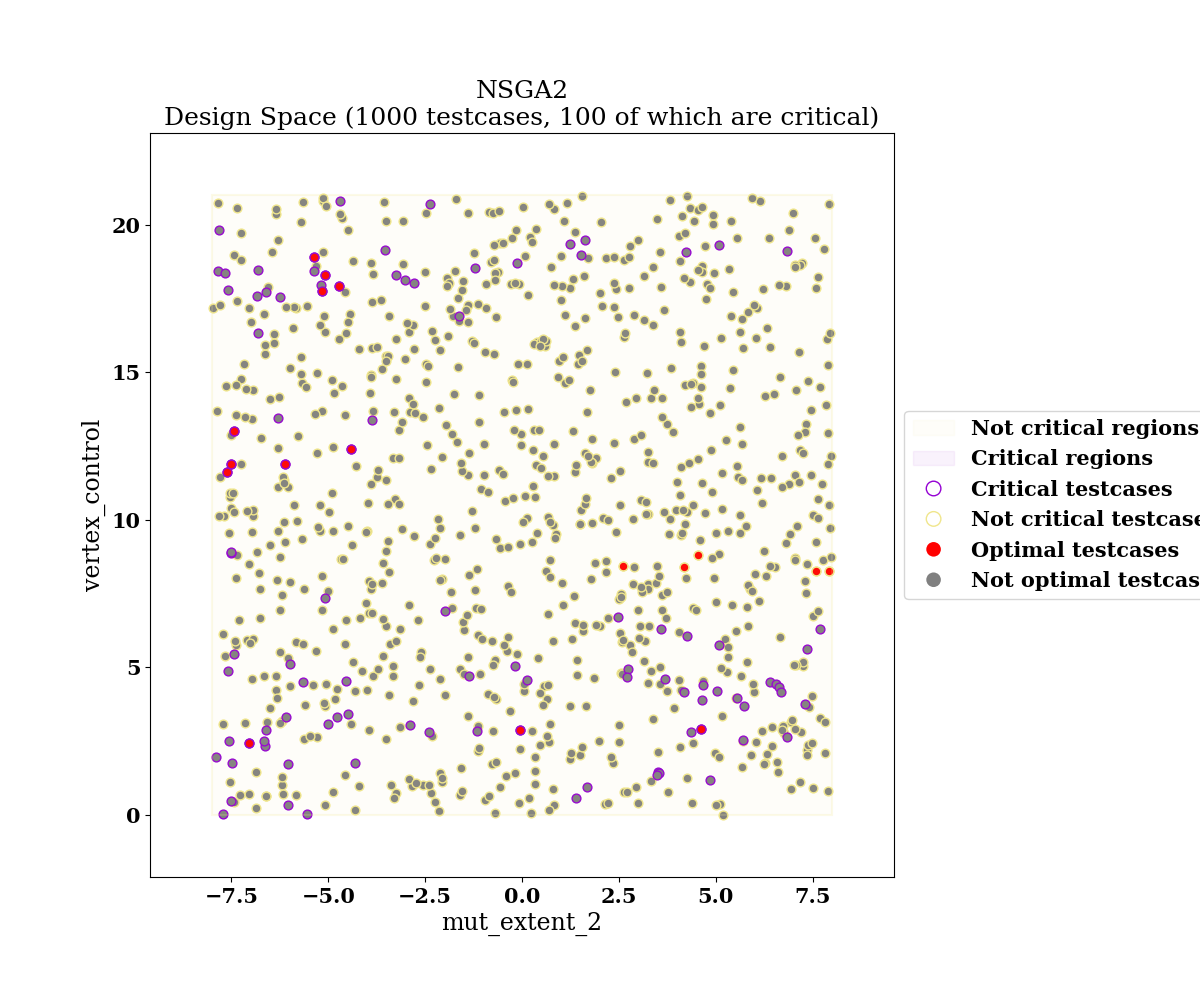 NSGA2
Design Space (1000 testcases, 100 of which are critical)
20
15
10
5
0
vertex_control
−7.5 −5.0 −2.5 0.0 2.5 5.0 7.5
mut_extent_2
Not critical regions
Critical regions
Critical testcases
Not critical testcase
Optimal testcases
Not optimal testcas